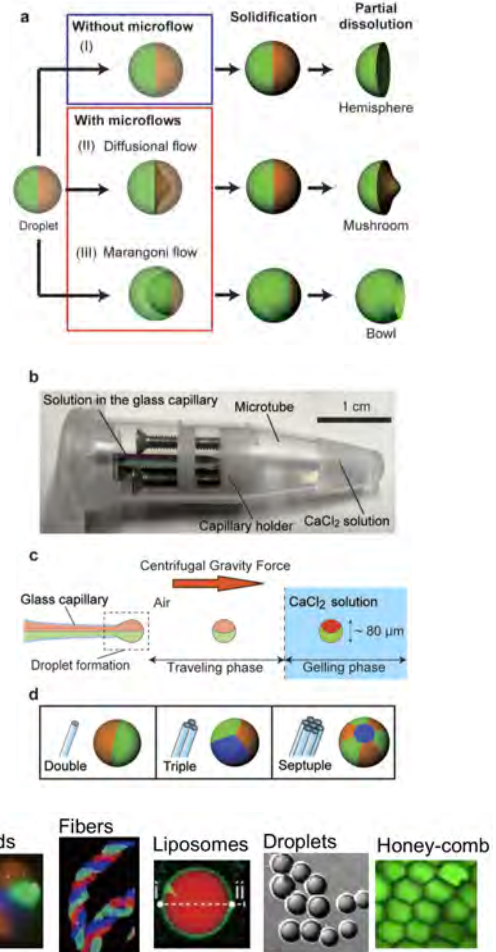 a
Without microflow
(I)
Solidification
Partial
dissolution
Hemisphere
With microflows
(II) Diffusional flow
Droplet
Mushroom
(III) Marangoni flow
Bowl
b
Solution in the glass capillary
Microtube
1 cm
Capillary holder
CaCl₂ solution
c
Centrifugal Gravity Force
Glass capillary
Air
CaCl₂ solution
~ 80 µm
Droplet formation
Traveling phase
Gelling phase
d
Double
Triple
Septuple
ds
Fibers
Liposomes
Droplets
Honey-comb
i
ii